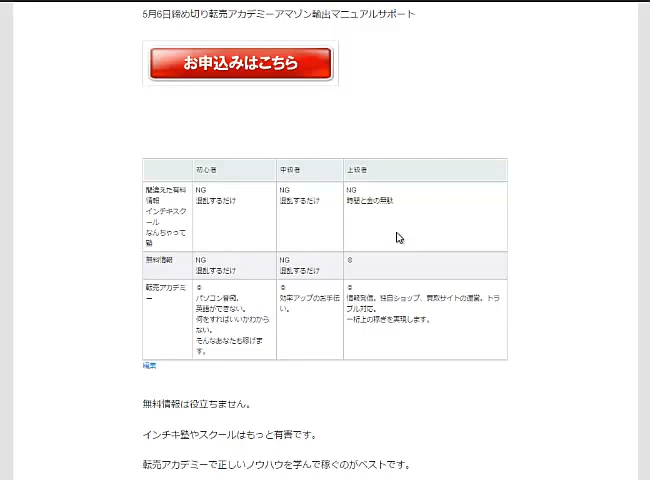 5月6日締め切り転売アカデミーアマゾン輸出マニュアルサポート
お申込みはこちら
初心者 中級者 上級者
間違えた有料
情報
インチキスク
ール
なんちゃって
塾
NG
混乱するだけ
NG
混乱するだけ
NG
時間と金の無駄
無料情報
NG
混乱するだけ
NG
混乱するだけ
◎
転売アカデミ
ー
◎
パソコン音痴。
英語ができない。
何をすればいいかわから
ない。
そんなあなたも稼げま
す。
◎
効率アップのお手伝
い。
◎
情報発信。独自ショップ、買取サイトの運営。トラ
ブル対応。
一桁上の稼ぎを実現します。
編集
無料情報は役立ちません。
インチキ塾やスクールはもっと有害です。
転売アカデミーで正しいノウハウを学んで稼ぐのがベストです。